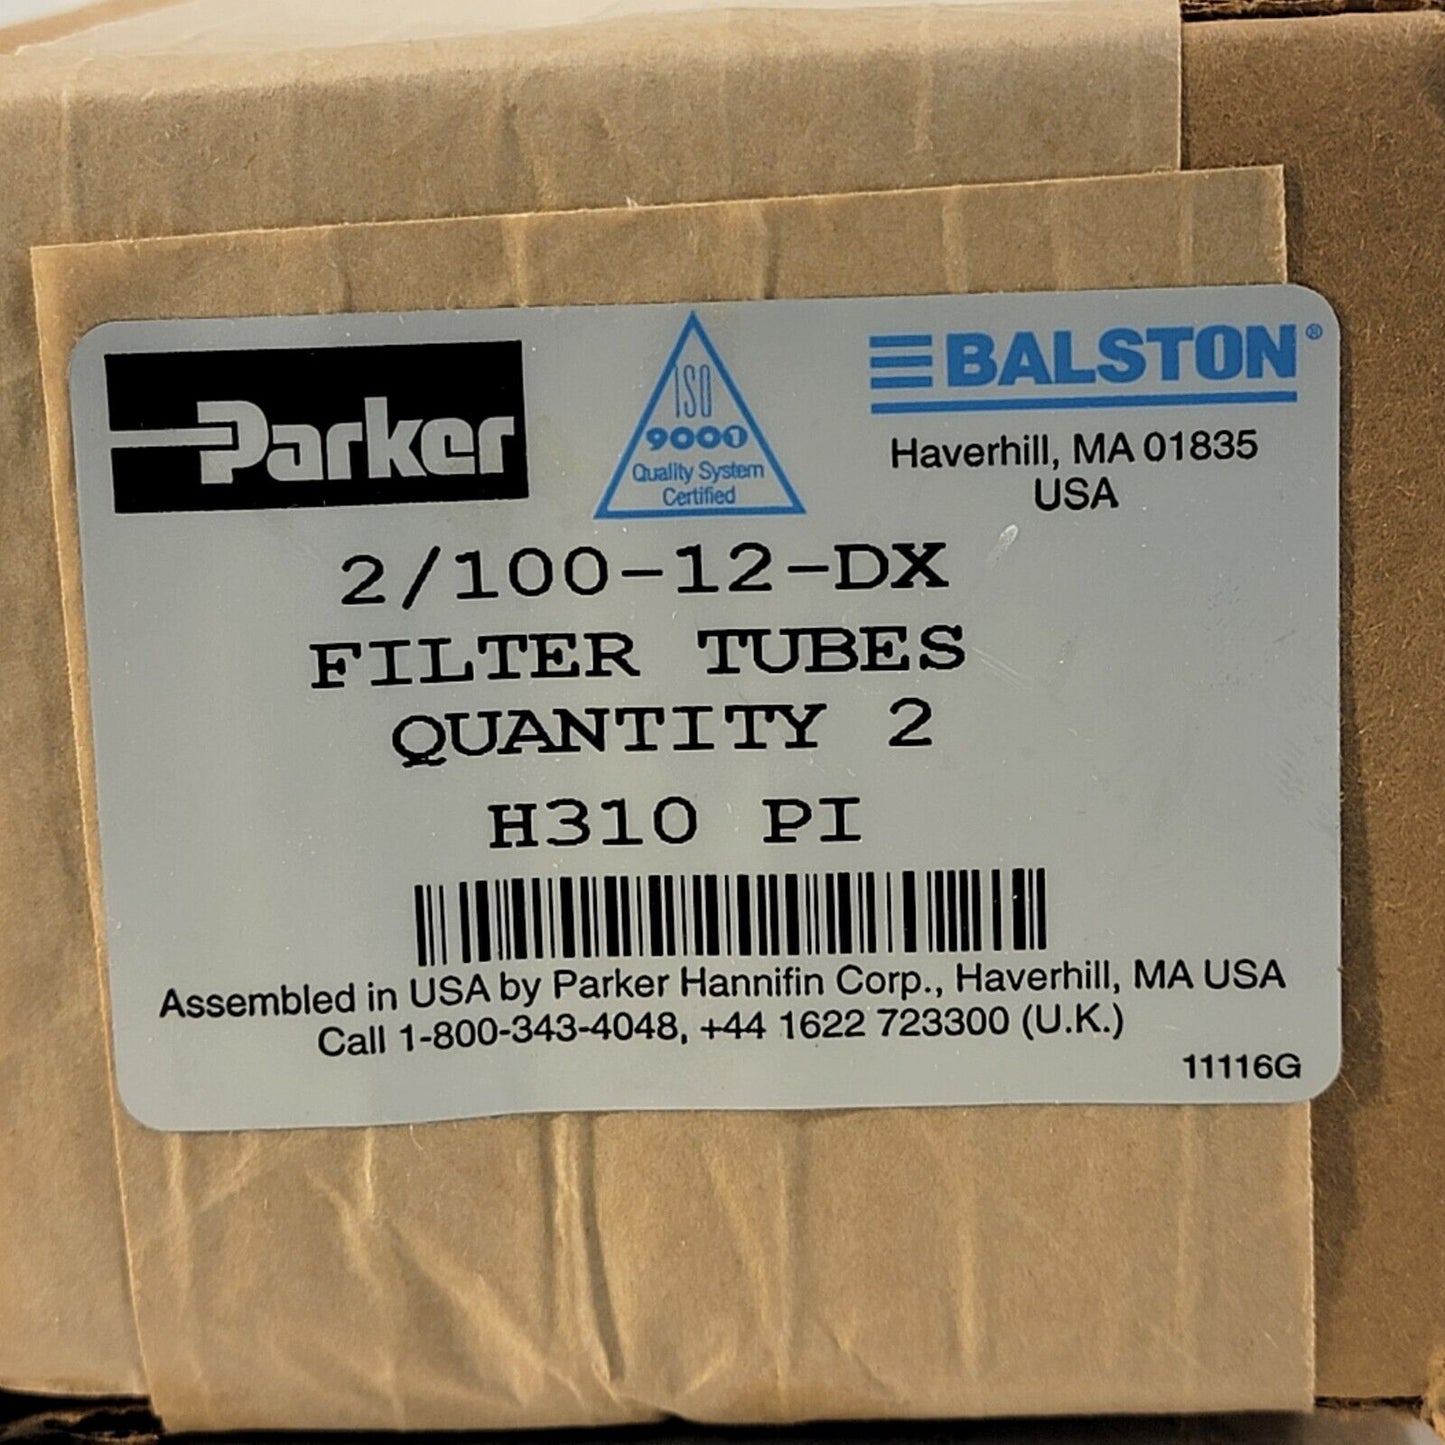 Parker
ISO
9001
Quality System
Certified
BALSTON®
Haverhill, MA 01835
USA
2/100-12-DX
FILTER TUBES
QUANTITY 2
H310 PI
Assembled in USA by Parker Hannifin Corp., Haverhill, MA USA
Call 1-800-343-4048, +44 1622 723300 (U.K.)
11116G